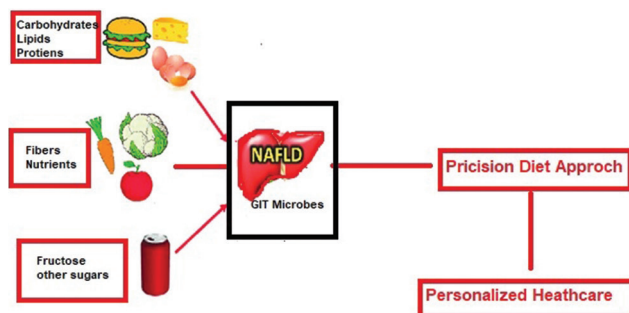 Carbohydrates
Lipids
Protiens
Fibers
Nutrients
Fructose
other sugars
NAFLD
GIT Microbes
Pricision Diet Approch
Personalized Heathcare